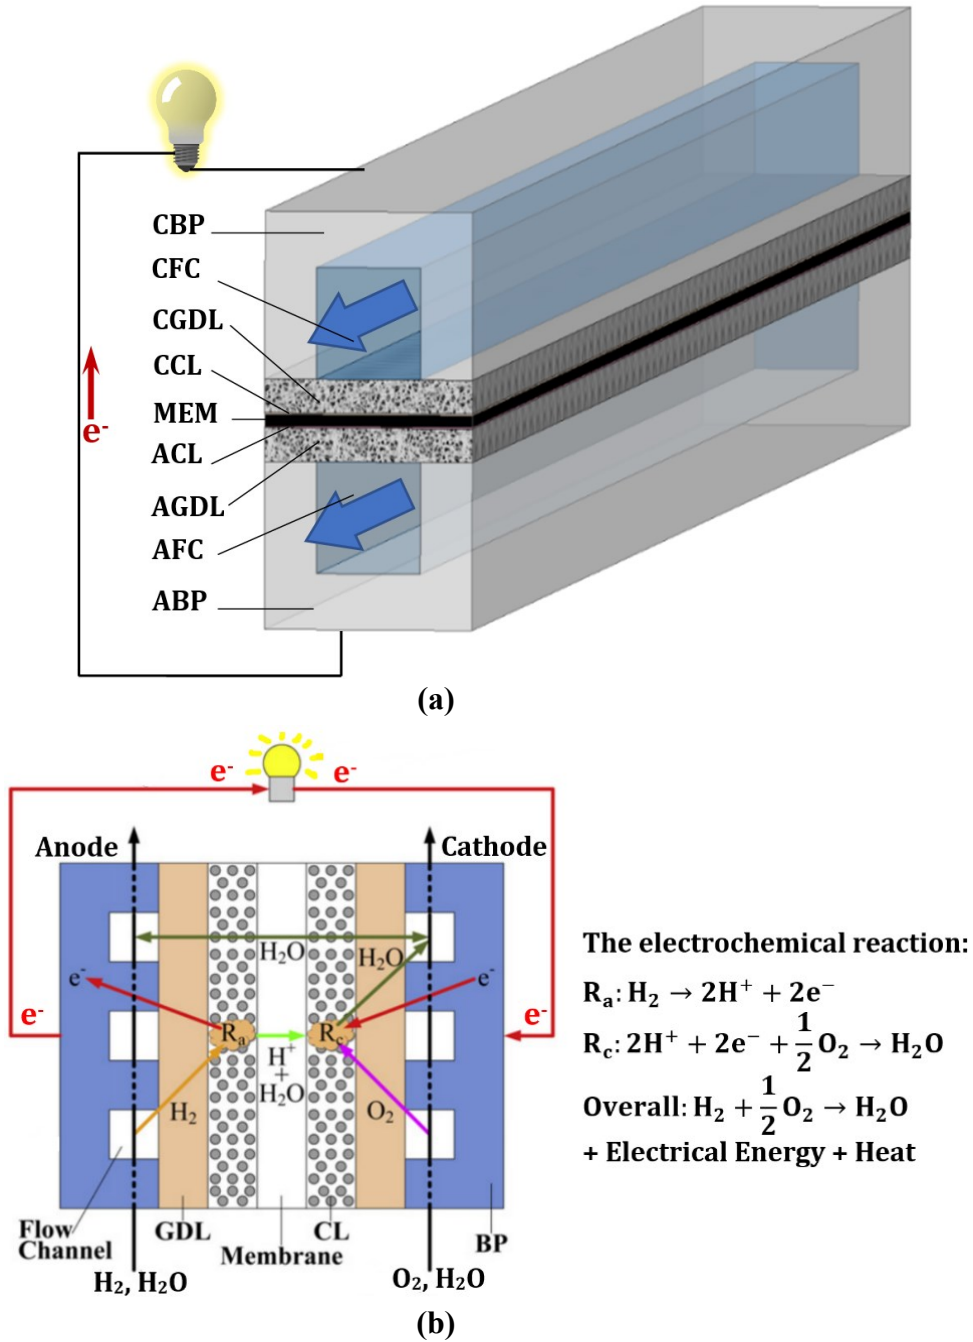 CBP
CFC
CGDL
CCL
MEM
e⁻
ACL
AGDL
AFC
ABP
(a)
e⁻ e⁻
Anode Cathode
H₂O
H₂O
e⁻ e⁻
e⁻ e⁻
Rₐ R꜀
H⁺
+
H₂O
H₂ O₂
Flow
Channel
GDL
Membrane
CL
BP
H₂, H₂O
O₂, H₂O
The electrochemical reaction:
Rₐ: H₂ → 2H⁺ + 2e⁻
R꜀: 2H⁺ + 2e⁻ + 1/2 O₂ → H₂O
Overall: H₂ + 1/2 O₂ → H₂O
+ Electrical Energy + Heat
(b)